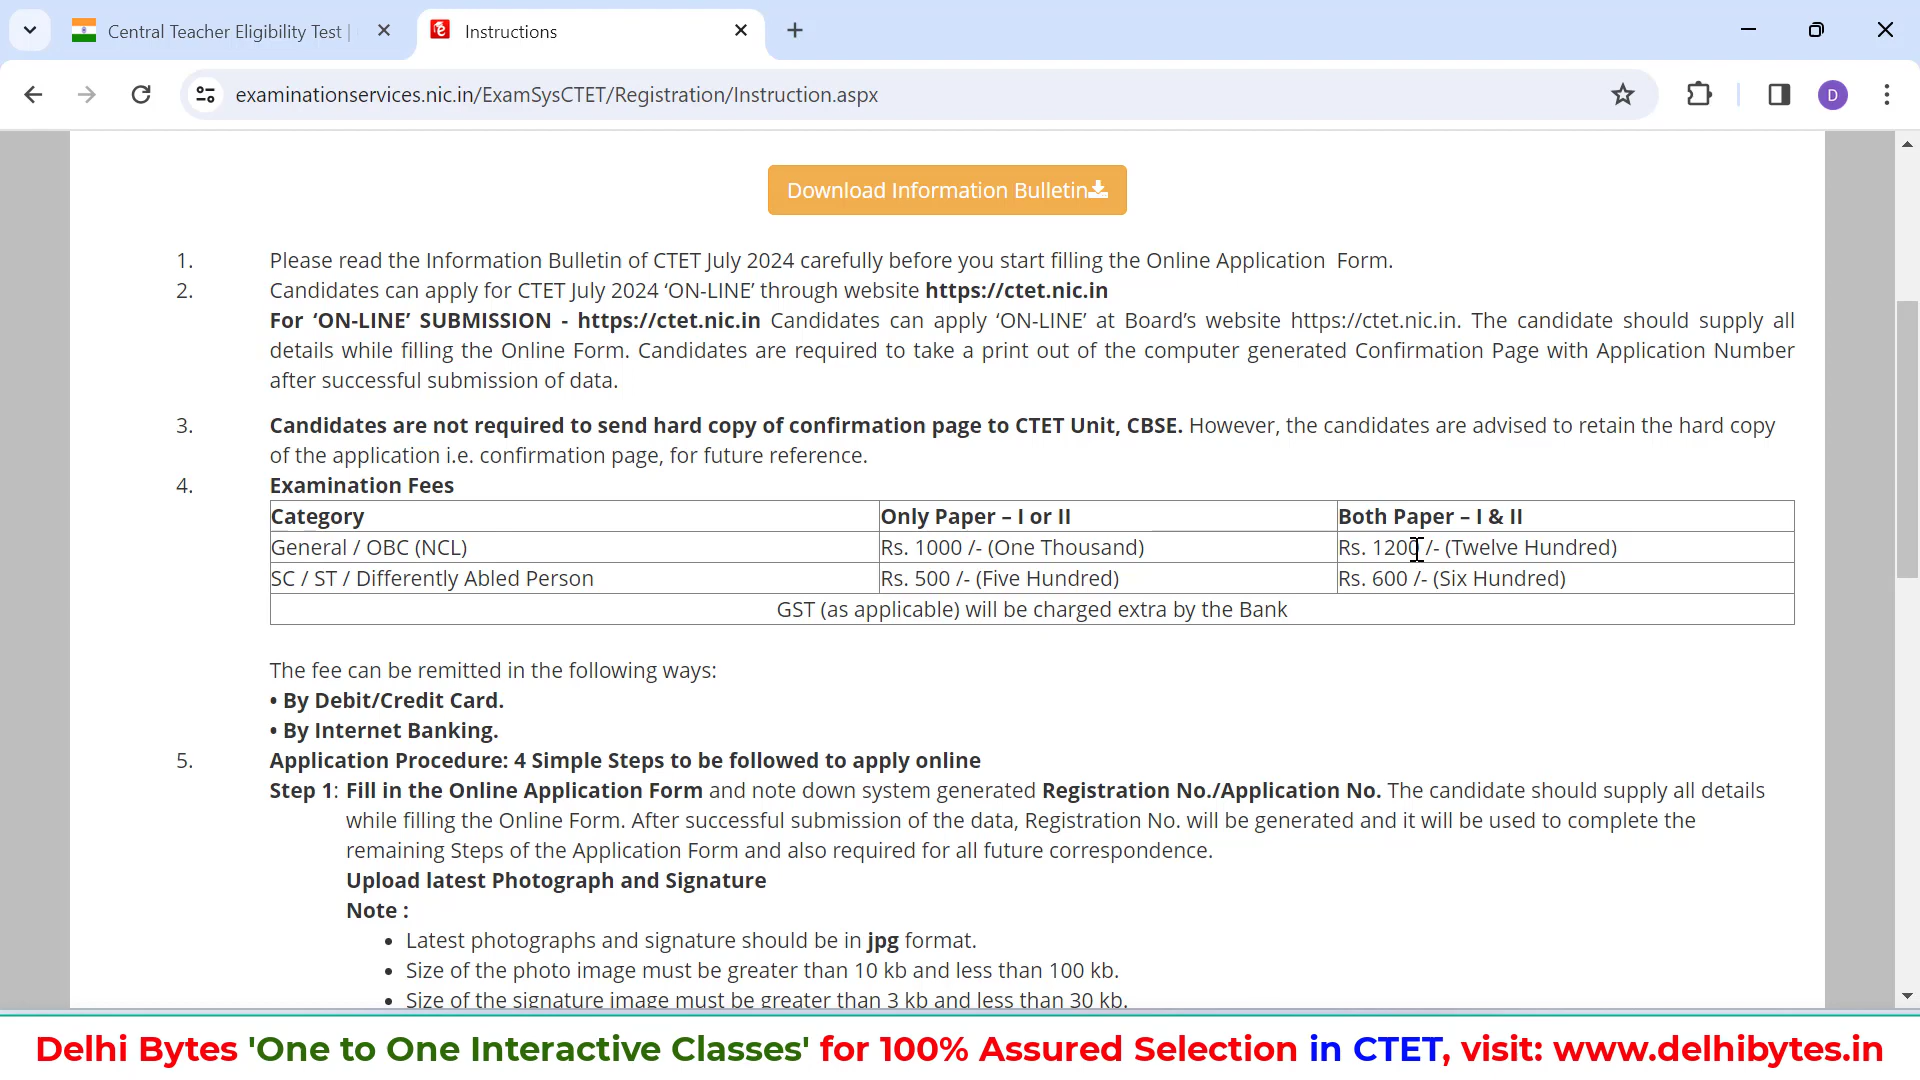 Central Teacher Eligibility Test |
Instructions
examinationservices.nic.in/ExamSysCTET/Registration/Instruction.aspx
D
Download Information Bulletin
1. Please read the Information Bulletin of CTET July 2024 carefully before you start filling the Online Application Form.
2. Candidates can apply for CTET July 2024 ‘ON-LINE’ through website https://ctet.nic.in
For ‘ON-LINE’ SUBMISSION - https://ctet.nic.in Candidates can apply ‘ON-LINE’ at Board’s website https://ctet.nic.in. The candidate should supply all
details while filling the Online Form. Candidates are required to take a print out of the computer generated Confirmation Page with Application Number
after successful submission of data.
3. Candidates are not required to send hard copy of confirmation page to CTET Unit, CBSE. However, the candidates are advised to retain the hard copy
of the application i.e. confirmation page, for future reference.
4. Examination Fees
Category Only Paper – I or II Both Paper – I & II
General / OBC (NCL) Rs. 1000 /- (One Thousand) Rs. 1200 /- (Twelve Hundred)
SC / ST / Differently Abled Person Rs. 500 /- (Five Hundred) Rs. 600 /- (Six Hundred)
GST (as applicable) will be charged extra by the Bank
The fee can be remitted in the following ways:
• By Debit/Credit Card.
• By Internet Banking.
5. Application Procedure: 4 Simple Steps to be followed to apply online
Step 1: Fill in the Online Application Form and note down system generated Registration No./Application No. The candidate should supply all details
while filling the Online Form. After successful submission of the data, Registration No. will be generated and it will be used to complete the
remaining Steps of the Application Form and also required for all future correspondence.
Upload latest Photograph and Signature
Note :
• Latest photographs and signature should be in jpg format.
• Size of the photo image must be greater than 10 kb and less than 100 kb.
• Size of the signature image must be greater than 3 kb and less than 30 kb.
Delhi Bytes 'One to One Interactive Classes' for 100% Assured Selection in CTET, visit: www.delhibytes.in